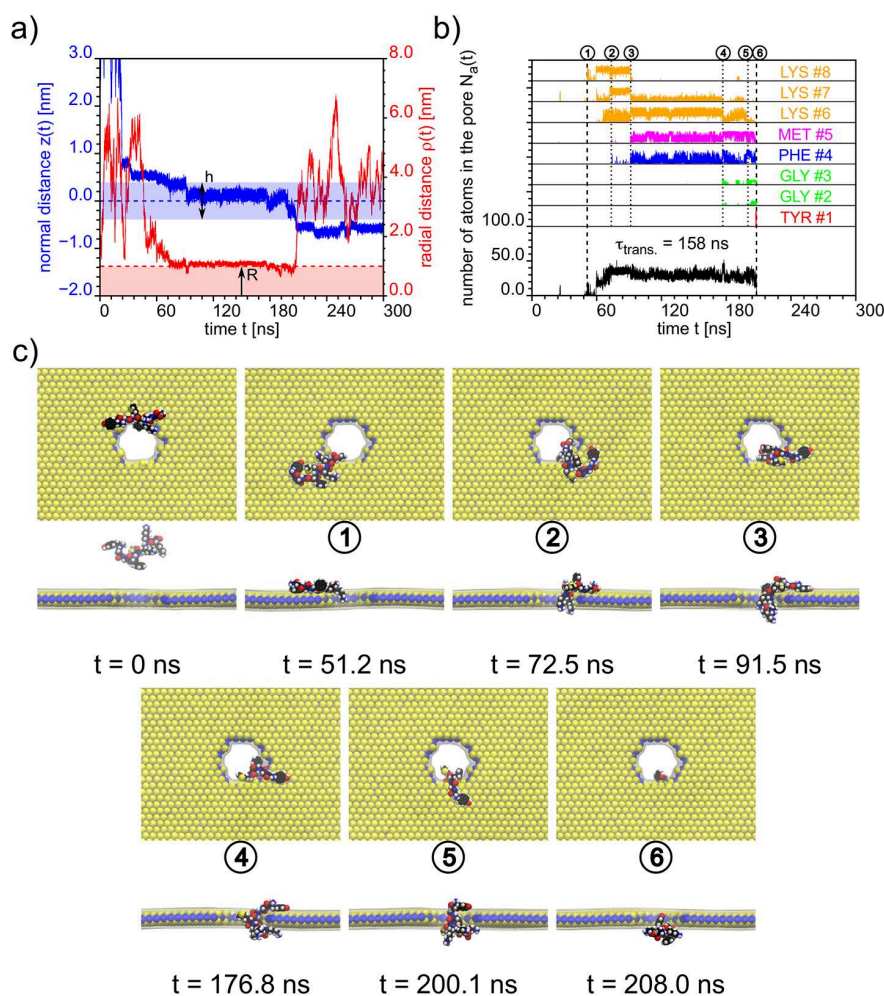 a)
normal distance z(t) [nm]
3.0
2.0
1.0
0.0
−1.0
−2.0
h
R
8.0
6.0
4.0
2.0
0.0
radial distance ρ(t) [nm]
0 60 120 180 240 300
time t [ns]
b)
number of atoms in the pore Na(t)
1 2 3 4 5 6
LYS #8
LYS #7
LYS #6
MET #5
PHE #4
GLY #3
GLY #2
TYR #1
100.0
50.0
0.0
τtrans. = 158 ns
0 60 120 180 240 300
time t [ns]
c)
1 2 3
t = 0 ns t = 51.2 ns t = 72.5 ns t = 91.5 ns
4 5 6
t = 176.8 ns t = 200.1 ns t = 208.0 ns